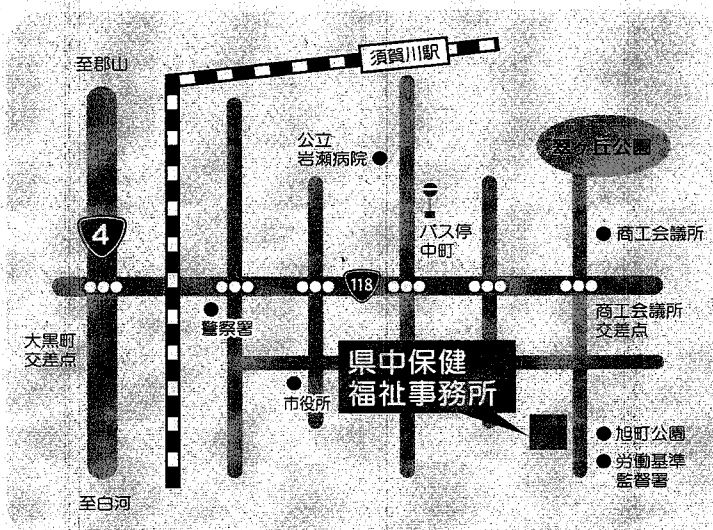 至郡山
須賀川駅
公立
岩瀬病院
翠ヶ丘公園
4
バス停
中町
商工会議所
118
大黒町
交差点
警察署
商工会議所
交差点
県中保健
福祉事務所
市役所
旭町公園
労働基準
監督署
至白河